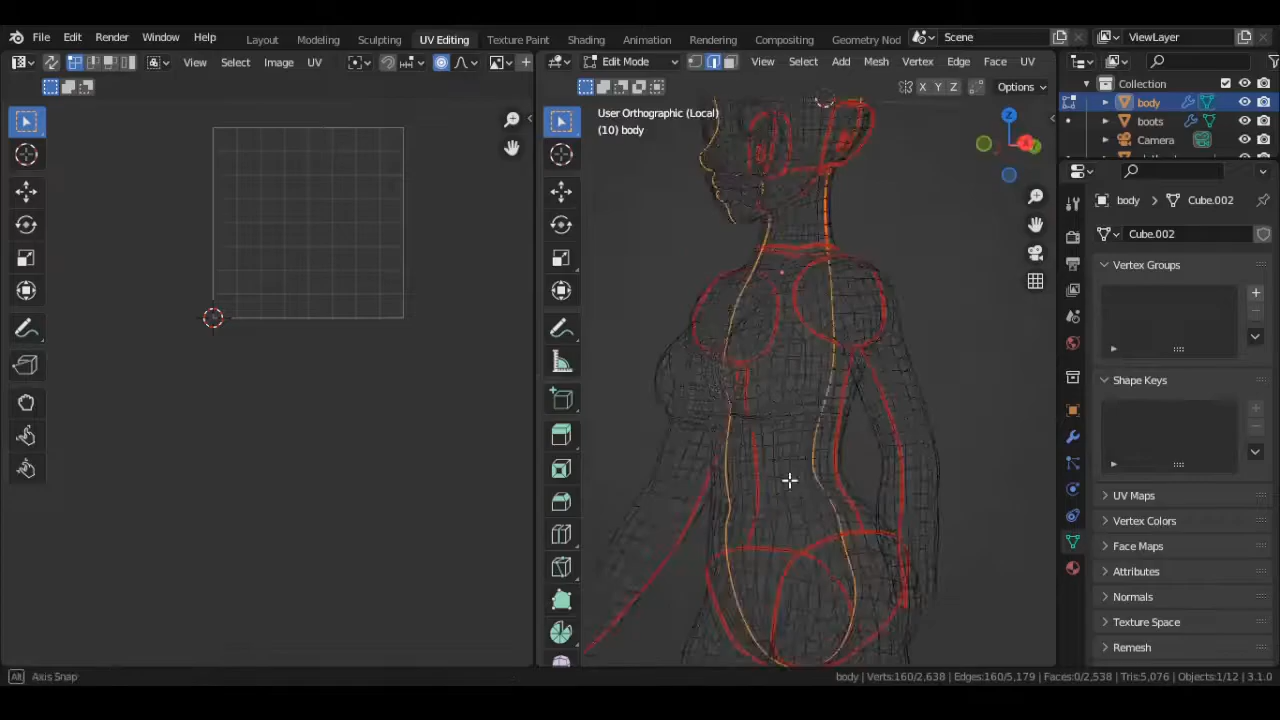 File Edit Render Window Help Layout Modeling Sculpting UV Editing Texture Paint Shading Animation Rendering Compositing Geometry Nod Scene ViewLayer
View Select Image UV Edit Mode View Select Add Mesh Vertex Edge Face UV
X Y Z Options
Collection
body
boots
Camera
User Orthographic (Local)
(10) body
Z
body Cube.002
Cube.002
Vertex Groups
Shape Keys
UV Maps
Vertex Colors
Face Maps
Attributes
Normals
Texture Space
Remesh
Alt Axis Snap body | Verts:160/2,638 | Edges:160/5,179 | Faces:0/2,538 | Tris:5,076 | Objects:1/12 | 3.1.0